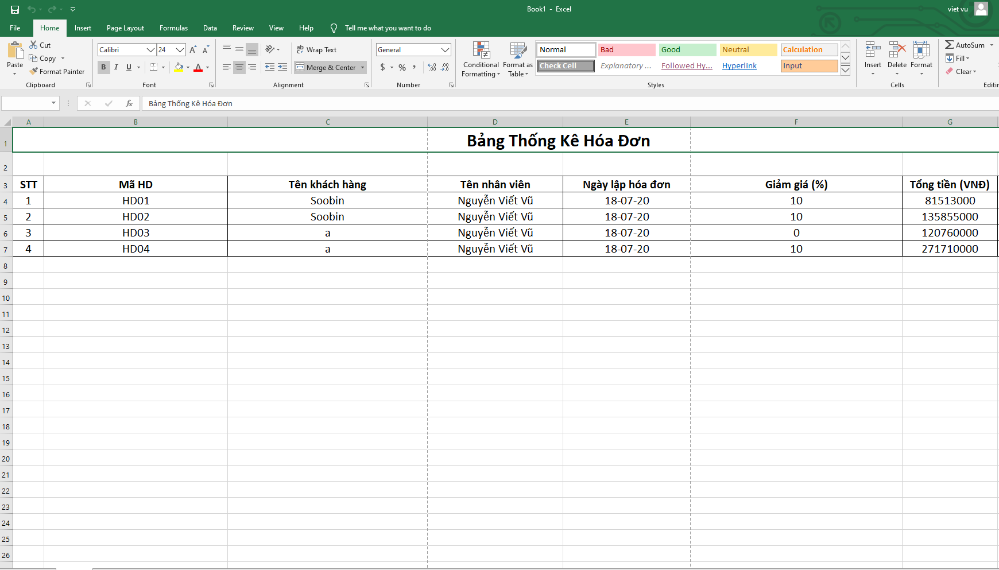 Book1 - Excel
viet vu
File Home Insert Page Layout Formulas Data Review View Help Tell me what you want to do
Paste
Cut
Copy
Format Painter
Clipboard
Calibri 24
B I U
Font
Wrap Text
Merge & Center
Alignment
General
$ % ,
Number
Conditional Formatting
Format as Table
Normal Bad Good Neutral Calculation
Check Cell Explanatory ... Followed Hy... Hyperlink Input
Styles
Insert Delete Format
Cells
AutoSum
Fill
Clear
Editin
fx Bảng Thống Kê Hóa Đơn
A B C D E F G
1 Bảng Thống Kê Hóa Đơn
2
3 STT Mã HD Tên khách hàng Tên nhân viên Ngày lập hóa đơn Giảm giá (%) Tổng tiền (VNĐ)
4 1 HD01 Soobin Nguyễn Viết Vũ 18-07-20 10 81513000
5 2 HD02 Soobin Nguyễn Viết Vũ 18-07-20 10 135855000
6 3 HD03 a Nguyễn Viết Vũ 18-07-20 0 120760000
7 4 HD04 a Nguyễn Viết Vũ 18-07-20 10 271710000
8
9
10
11
12
13
14
15
16
17
18
19
20
21
22
23
24
25
26